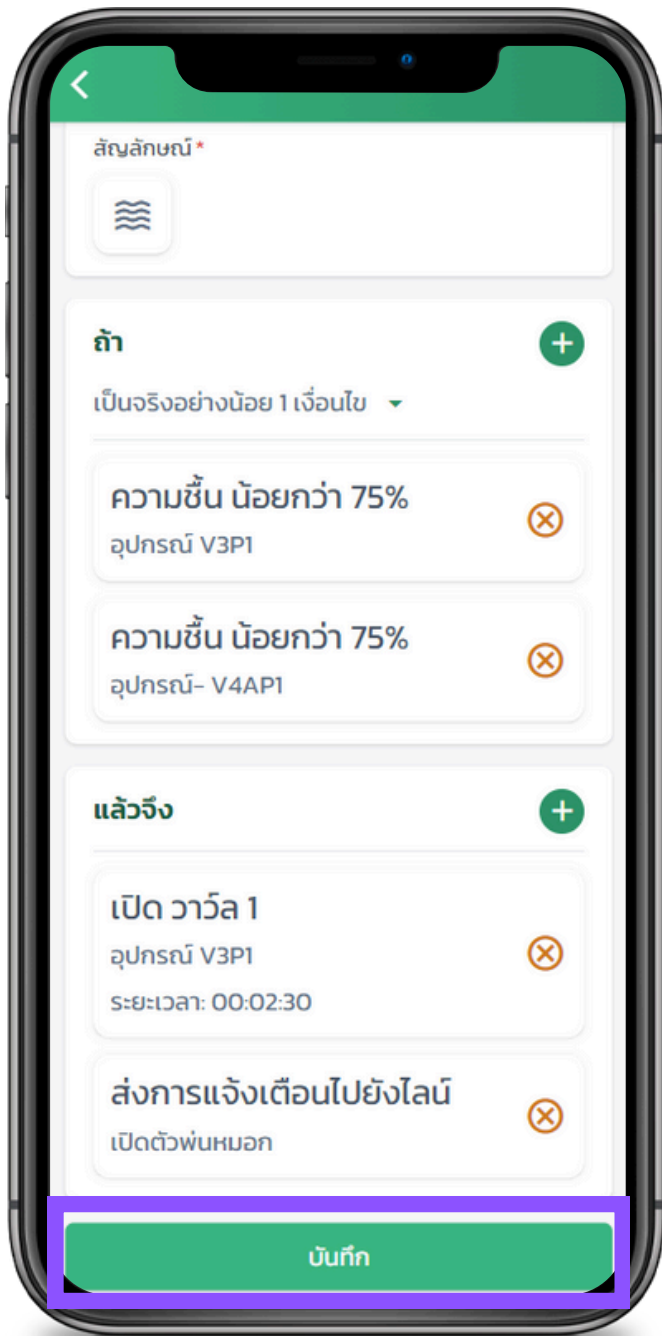 สัญลักษณ์ *
ถ้า
เป็นจริงอย่างน้อย 1 เงื่อนไข
ความชื้น น้อยกว่า 75%
อุปกรณ์ V3P1
ความชื้น น้อยกว่า 75%
อุปกรณ์- V4AP1
แล้วจึง
เปิด วาว์ล 1
อุปกรณ์ V3P1
ระยะเวลา: 00:02:30
ส่งการแจ้งเตือนไปยังไลน์
เปิดตัวพ่นหมอก
บันทึก